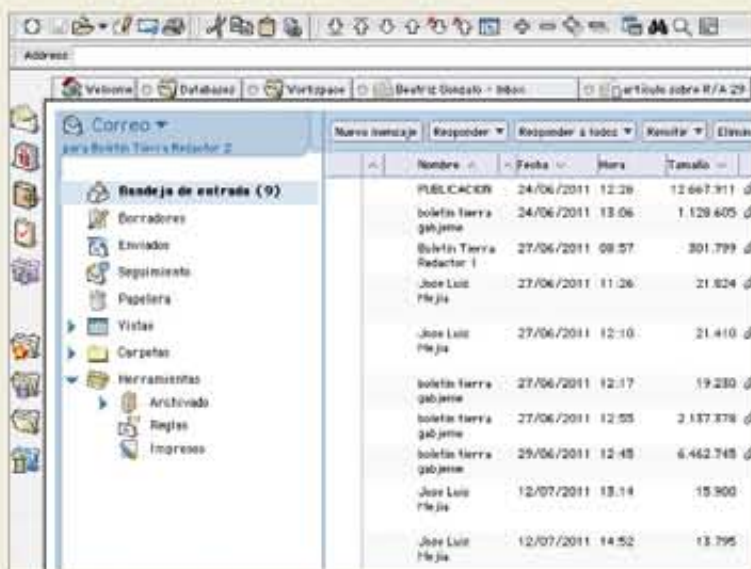 Address
Welcome Databases Workspace Beatriz Gonzalo - Inbox artículo sobre R/A 29
Correo
para Boletin Tierra Redactor 2
Nuevo mensaje Responder Responder a todos Remitir Elimin
Nombre Fecha Hora Tamaño
Bandeja de entrada (9)
Borradores
Enviados
Seguimiento
Papelera
Vistas
Carpetas
Herramientas
Archivado
Reglas
Impresos
PUBLICACION 24/06/2011 12:26 12.667.911
boletin tierra gabjeme 24/06/2011 13:06 1.128.605
Boletin Tierra Redactor 1 27/06/2011 08:57 301.799
Jose Luis Mejia 27/06/2011 11:26 21.824
Jose Luis Mejia 27/06/2011 12:10 21.410
boletin tierra gabjeme 27/06/2011 12:17 19.230
boletin tierra gabjeme 27/06/2011 12:55 2.137.378
boletin tierra gabjeme 29/06/2011 12:45 6.462.745
Jose Luis Mejia 12/07/2011 13:14 15.900
Jose Luis Mejia 12/07/2011 14:52 13.795